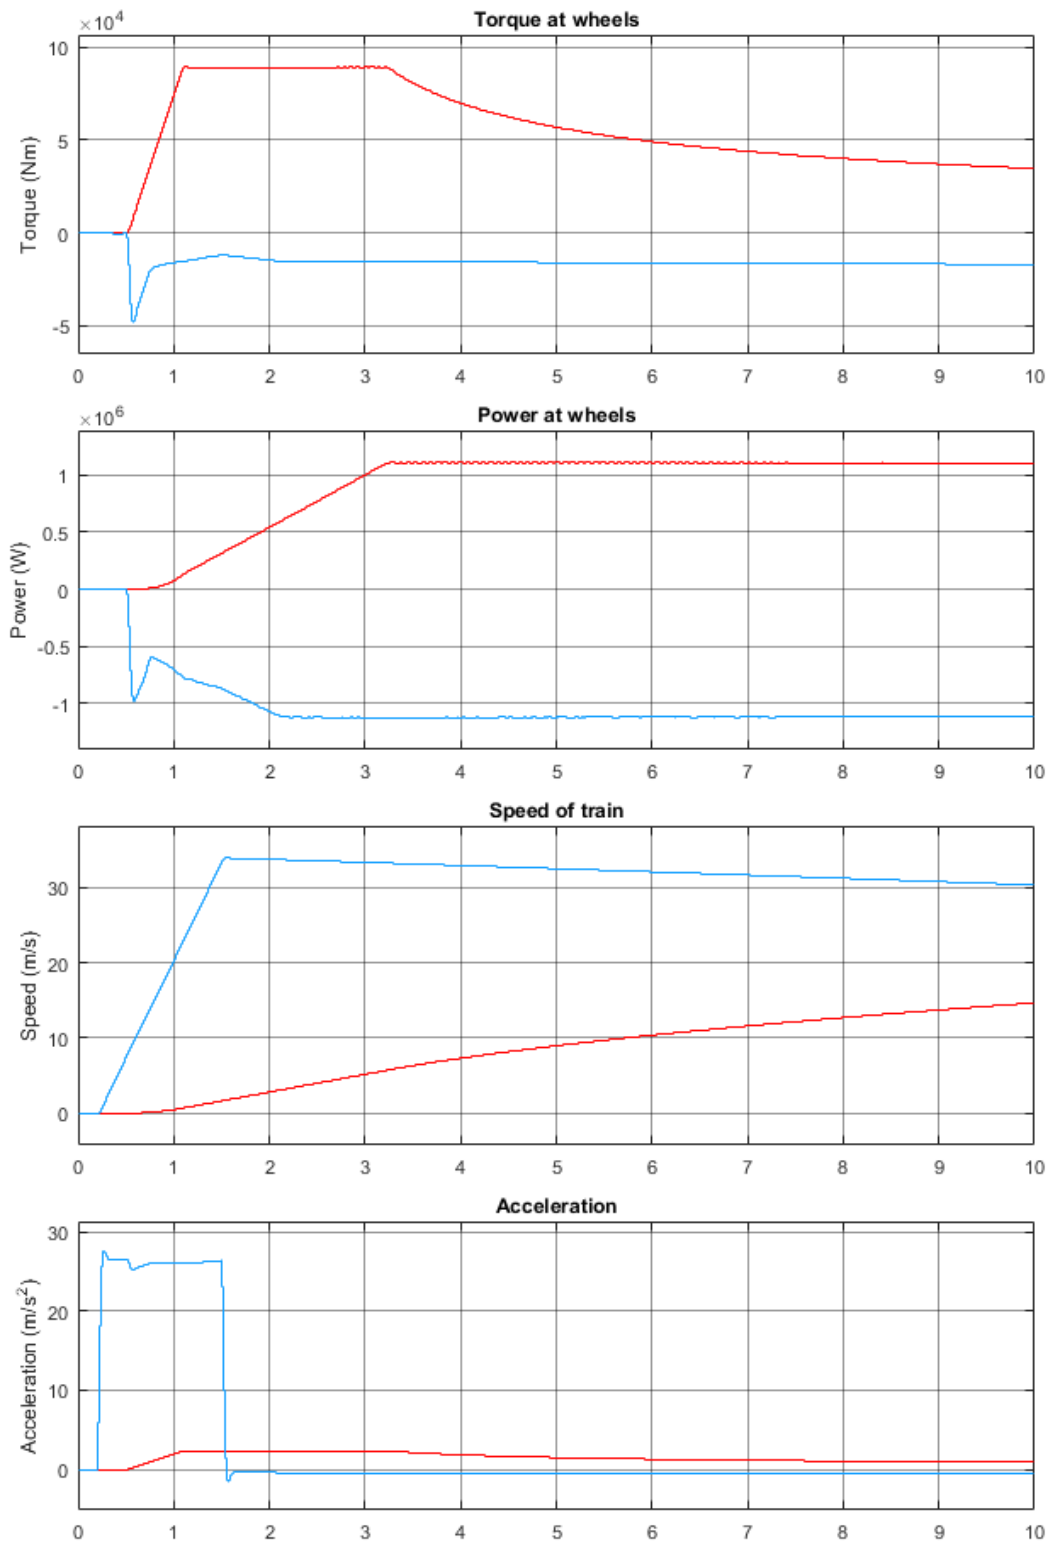 Torque at wheels
×10⁴
10
5
0
-5
Torque (Nm)
0 1 2 3 4 5 6 7 8 9 10
Power at wheels
×10⁶
1
0.5
0
-0.5
-1
Power (W)
0 1 2 3 4 5 6 7 8 9 10
Speed of train
30
20
10
0
Speed (m/s)
0 1 2 3 4 5 6 7 8 9 10
Acceleration
30
20
10
0
Acceleration (m/s²)
0 1 2 3 4 5 6 7 8 9 10